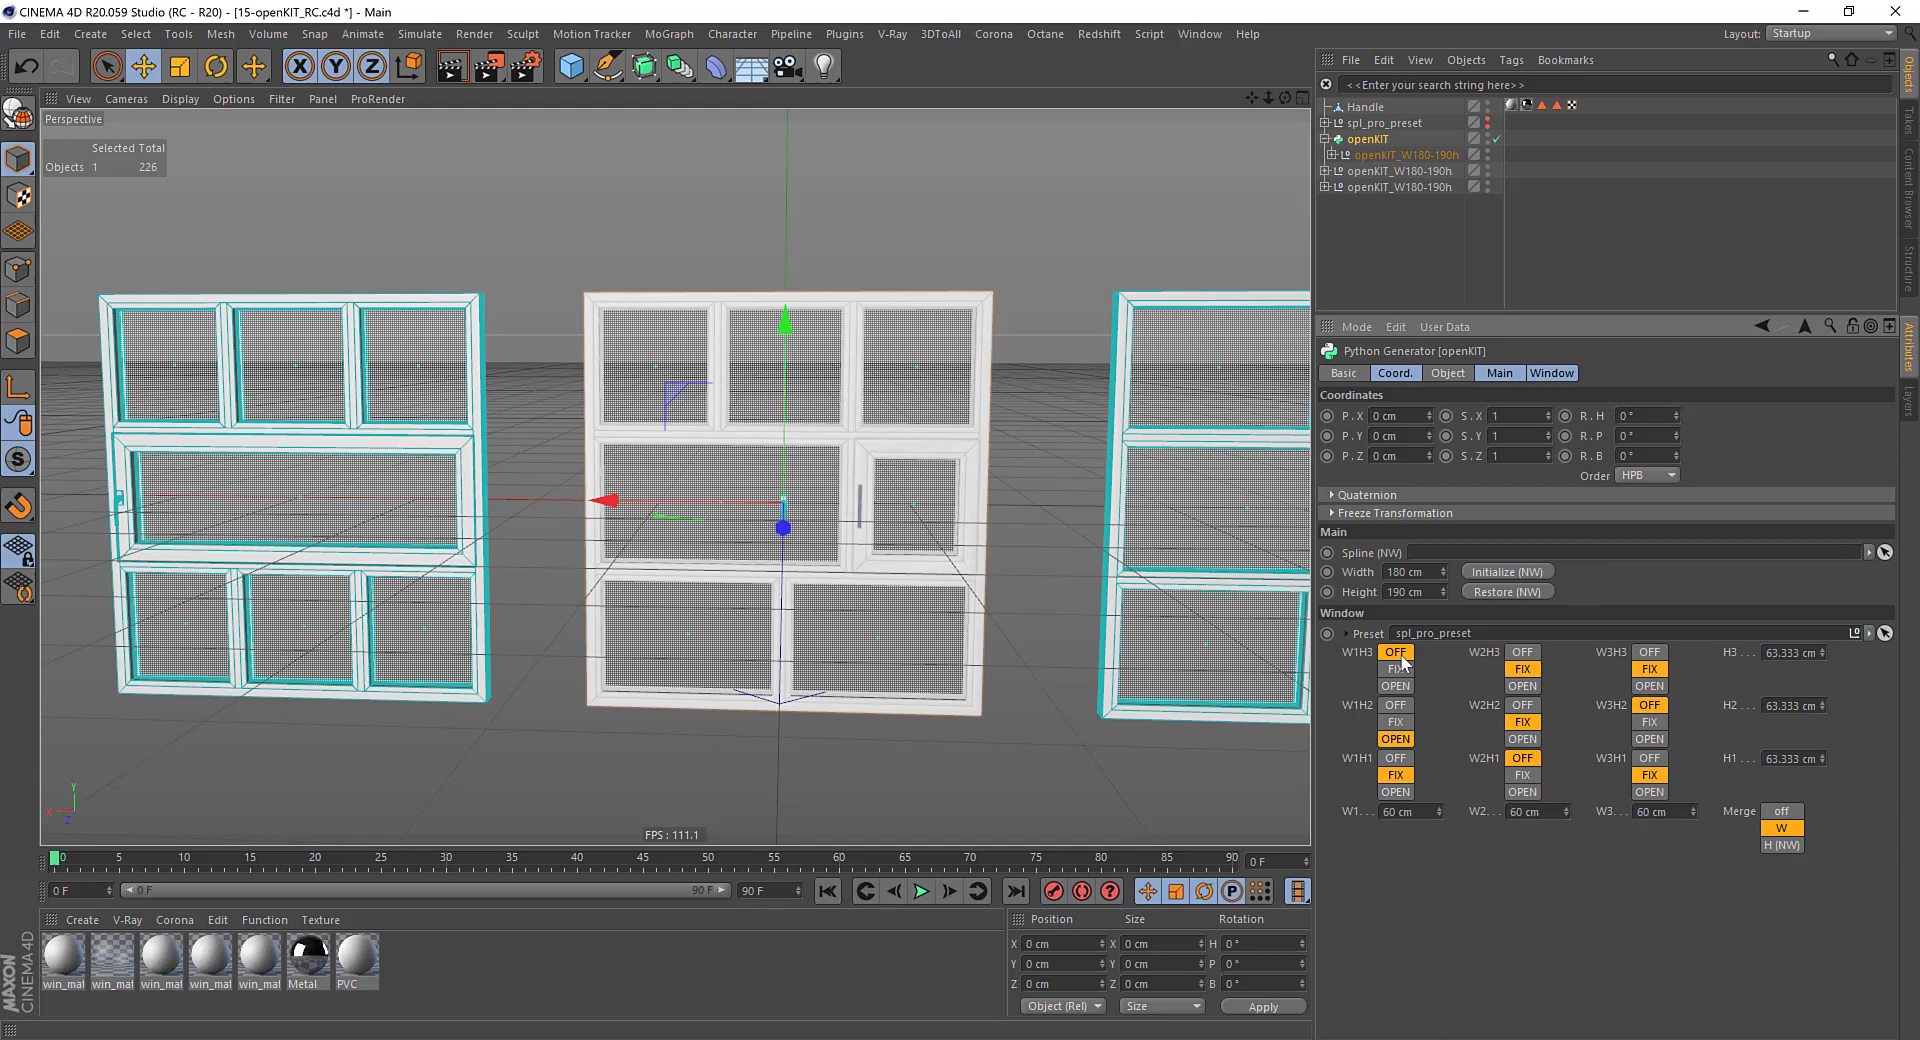 CINEMA 4D R20.059 Studio (RC - R20) - [15-openKIT_RC.c4d *] - Main
File Edit Create Select Tools Mesh Volume Snap Animate Simulate Render Sculpt Motion Tracker MoGraph Character Pipeline Plugins V-Ray 3DToAll Corona Octane Redshift Script Window Help
Layout: Startup
X Y Z
View Cameras Display Options Filter Panel ProRender
Perspective
Selected Total
Objects 1 226
FPS : 111.1
File Edit View Objects Tags Bookmarks
<<Enter your search string here>>
Handle
spl_pro_preset
openKIT
openKIT_W180-190h
openKIT_W180-190h
openKIT_W180-190h
Objects
Takes
Content Browser
Structure
Attributes
Layers
Mode Edit User Data
Python Generator [openKIT]
Basic Coord. Object Main Window
Coordinates
P . X 0 cm S . X 1 R . H 0 °
P . Y 0 cm S . Y 1 R . P 0 °
P . Z 0 cm S . Z 1 R . B 0 °
Order HPB
Quaternion
Freeze Transformation
Main
Spline (NW)
Width 180 cm Initialize (NW)
Height 190 cm Restore (NW)
Window
Preset spl_pro_preset
W1H3 OFF W2H3 OFF W3H3 OFF H3 . . . 63.333 cm
FIX FIX FIX
OPEN OPEN OPEN
W1H2 OFF W2H2 OFF W3H2 OFF H2 . . . 63.333 cm
FIX FIX FIX
OPEN OPEN OPEN
W1H1 OFF W2H1 OFF W3H1 OFF H1 . . . 63.333 cm
FIX FIX FIX
OPEN OPEN OPEN
W1. . . 60 cm W2. . . 60 cm W3. . . 60 cm Merge off
W
H (NW)
0 5 10 15 20 25 30 35 40 45 50 55 60 65 70 75 80 85 90 0 F
0 F 0 F 90 F 90 F
Create V-Ray Corona Edit Function Texture
win_mat win_mat win_mat win_mat win_mat Metal PVC
Position Size Rotation
X 0 cm X 0 cm H 0 °
Y 0 cm Y 0 cm P 0 °
Z 0 cm Z 0 cm B 0 °
Object (Rel) Size Apply
MAXON
CINEMA 4D